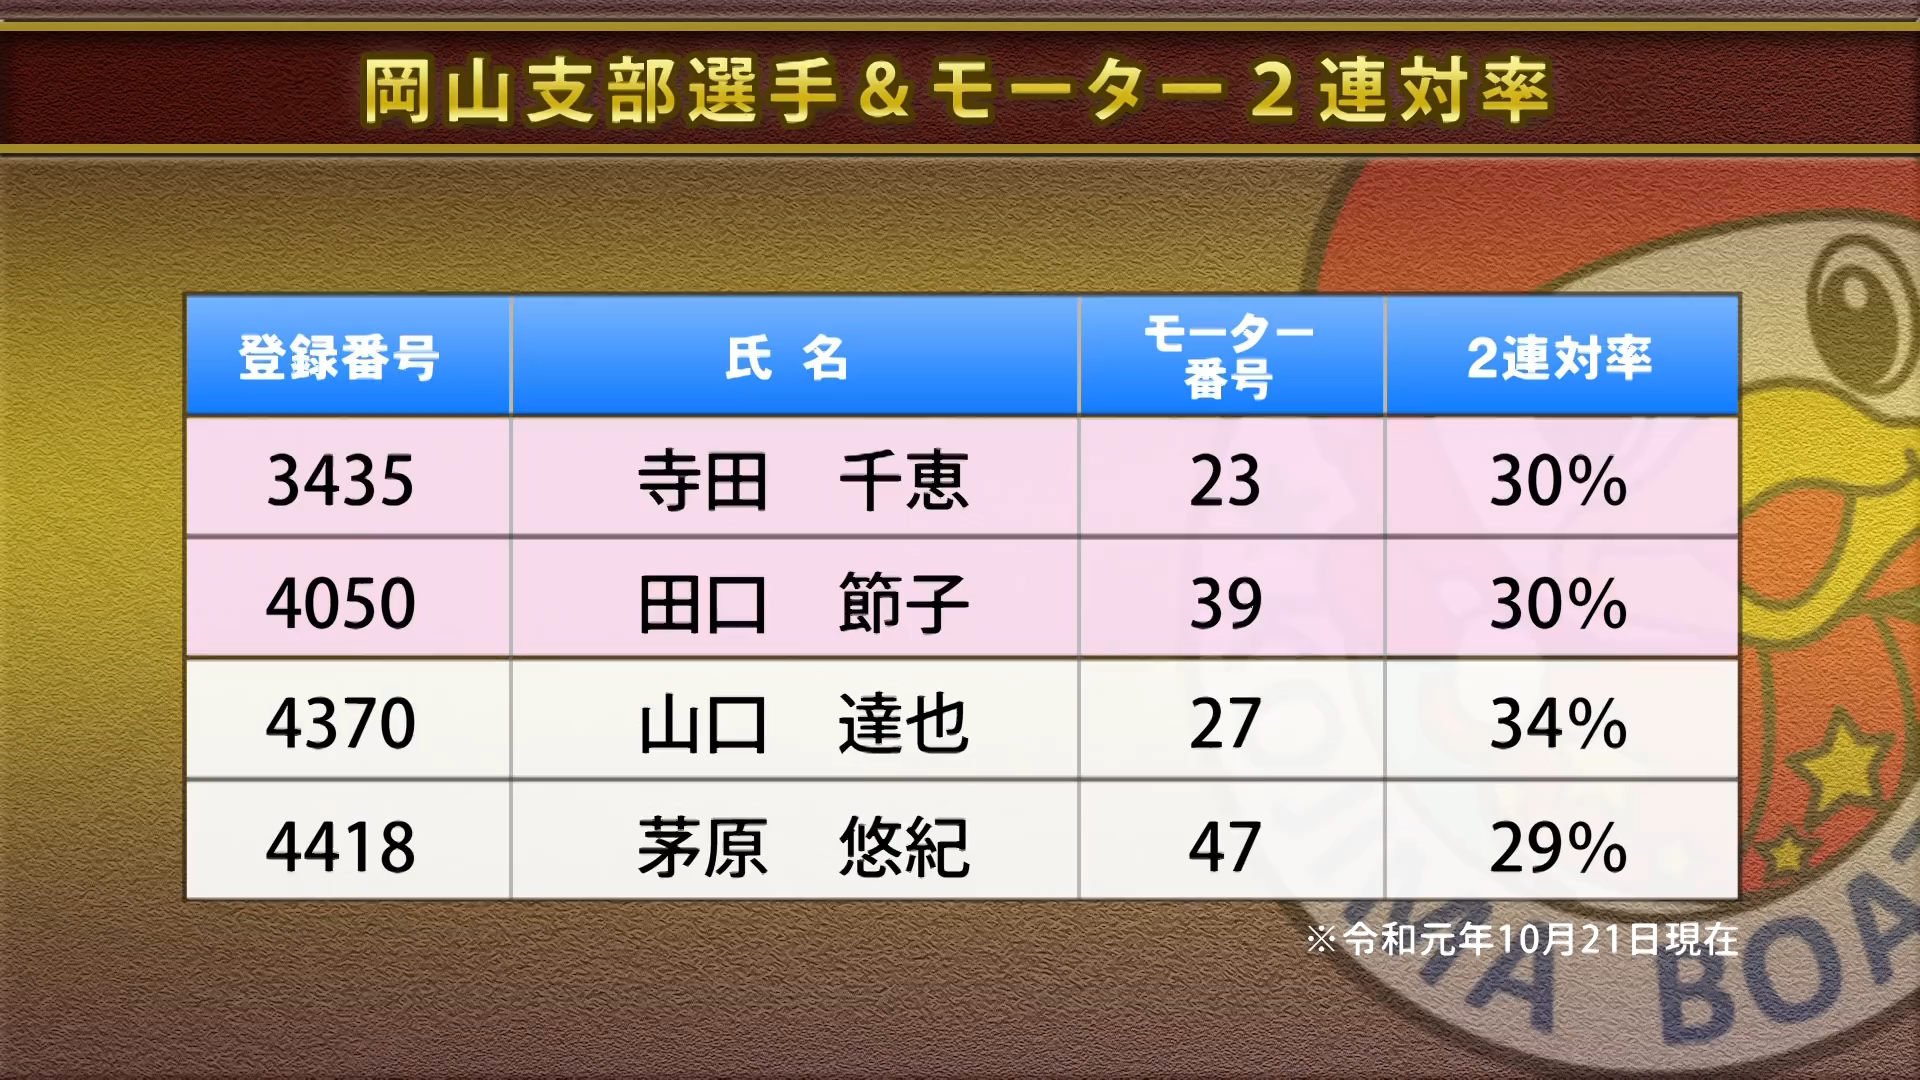 岡山支部選手＆モーター２連対率
登録番号 氏 名 モーター番号 2連対率
3435 寺田 千恵 23 30%
4050 田口 節子 39 30%
4370 山口 達也 27 34%
4418 茅原 悠紀 47 29%
※令和元年10月21日現在
MA BOA